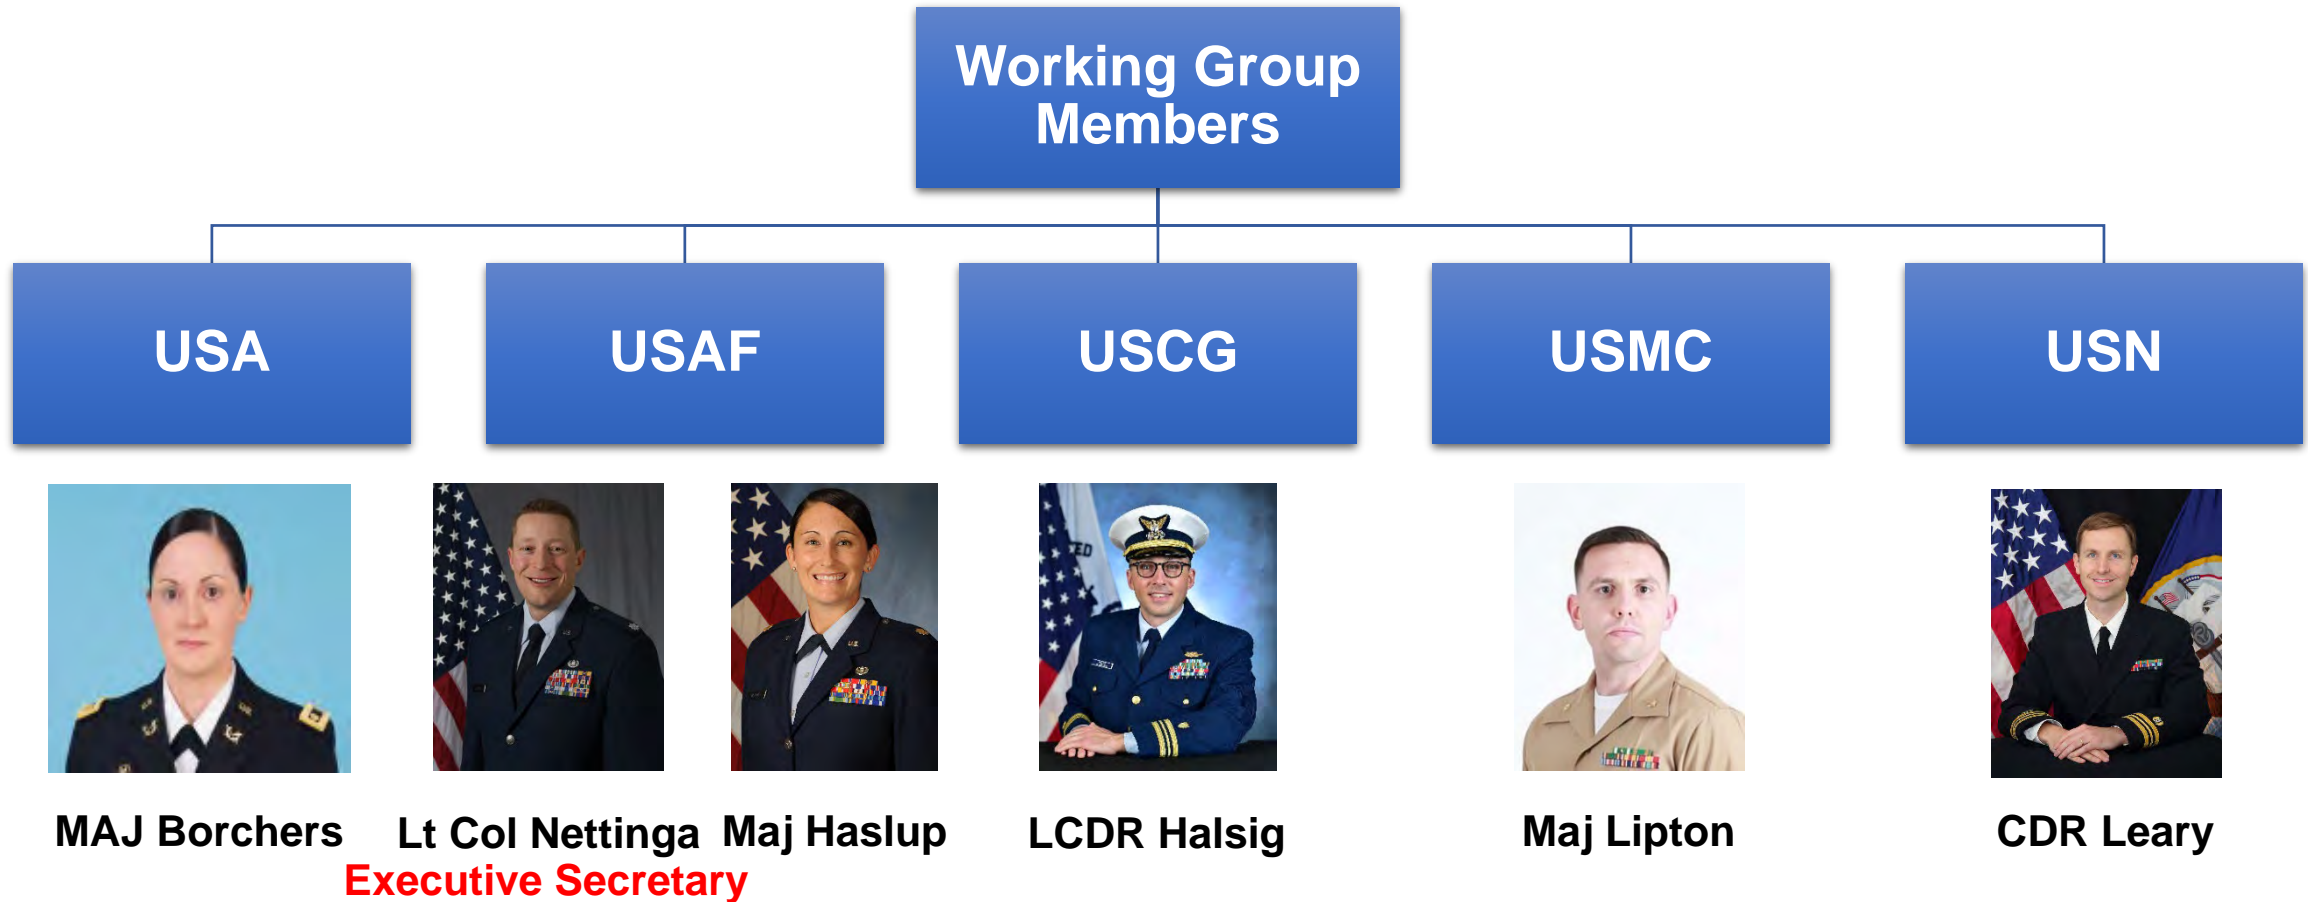 Working Group
Members
USA
USAF
USCG
USMC
USN
MAJ Borchers
Lt Col Nettinga
Executive Secretary
Maj Haslup
LCDR Halsig
Maj Lipton
CDR Leary